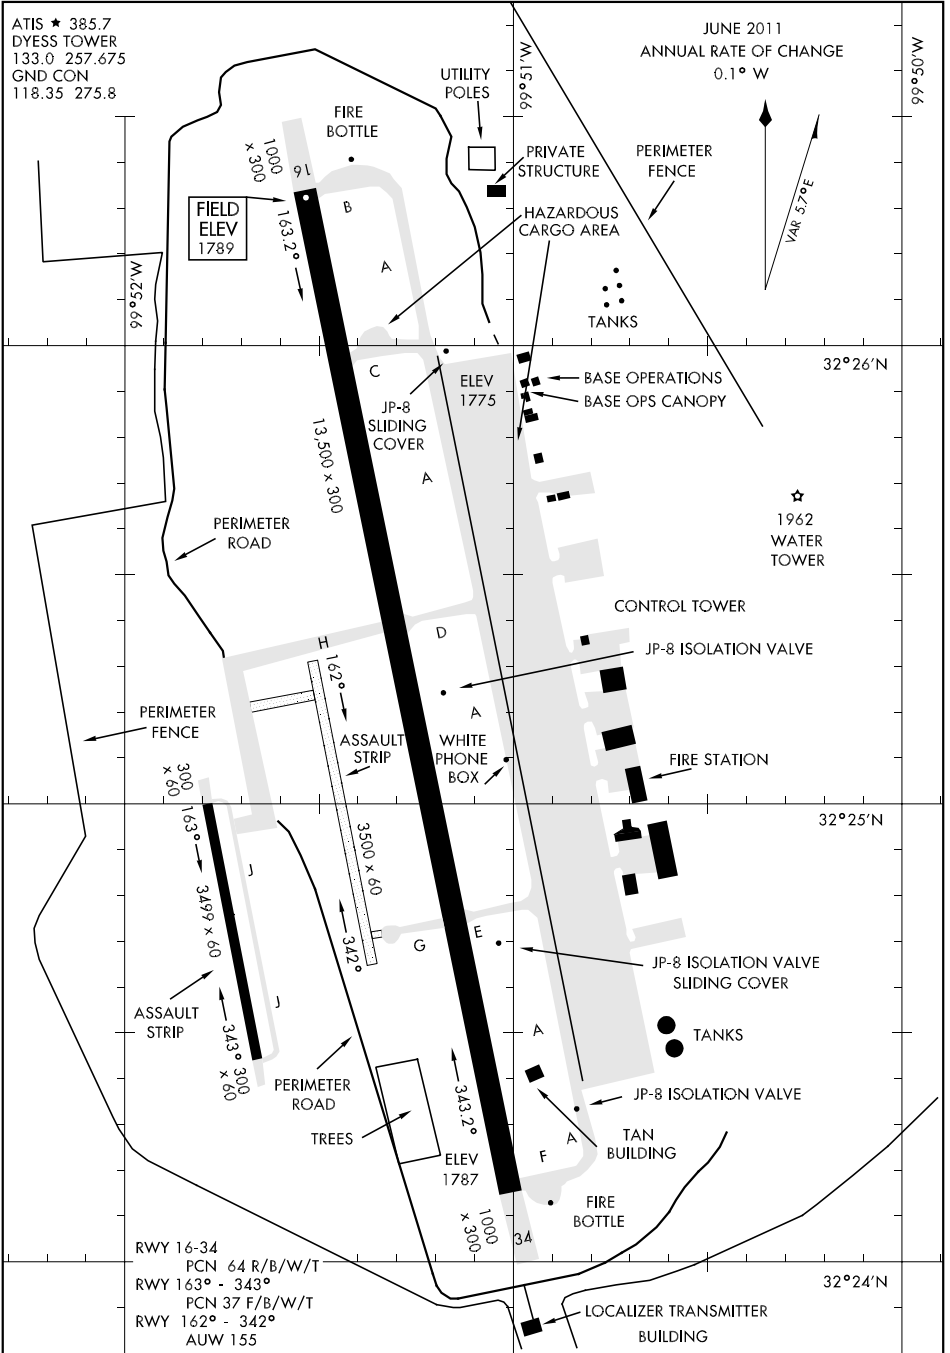 ATIS ★ 385.7
DYESS TOWER
133.0 257.675
GND CON
118.35 275.8
JUNE 2011
ANNUAL RATE OF CHANGE
0.1° W
VAR 5.7°E
99°51'W
99°50'W
99°52'W
UTILITY
POLES
FIRE
BOTTLE
PRIVATE
STRUCTURE
PERIMETER
FENCE
1000
x 300
16
FIELD
ELEV
1789
163.2°
B
HAZARDOUS
CARGO AREA
A
TANKS
32°26'N
C
ELEV
1775
BASE OPERATIONS
BASE OPS CANOPY
JP-8
SLIDING
COVER
13,500 x 300
A
1962
WATER
TOWER
PERIMETER
ROAD
CONTROL TOWER
D
H
JP-8 ISOLATION VALVE
162°
A
PERIMETER
FENCE
ASSAULT
STRIP
WHITE
PHONE
BOX
FIRE STATION
300
x 60
163°
32°25'N
3500 x 60
J
3499 x 60
342°
G
E
JP-8 ISOLATION VALVE
SLIDING COVER
J
ASSAULT
STRIP
343°
300
x 60
A
TANKS
PERIMETER
ROAD
343.2°
JP-8 ISOLATION VALVE
TREES
A
TAN
BUILDING
F
ELEV
1787
FIRE
BOTTLE
1000
x 300
34
RWY 16-34
PCN 64 R/B/W/T
RWY 163° - 343°
PCN 37 F/B/W/T
RWY 162° - 342°
AUW 155
32°24'N
LOCALIZER TRANSMITTER
BUILDING